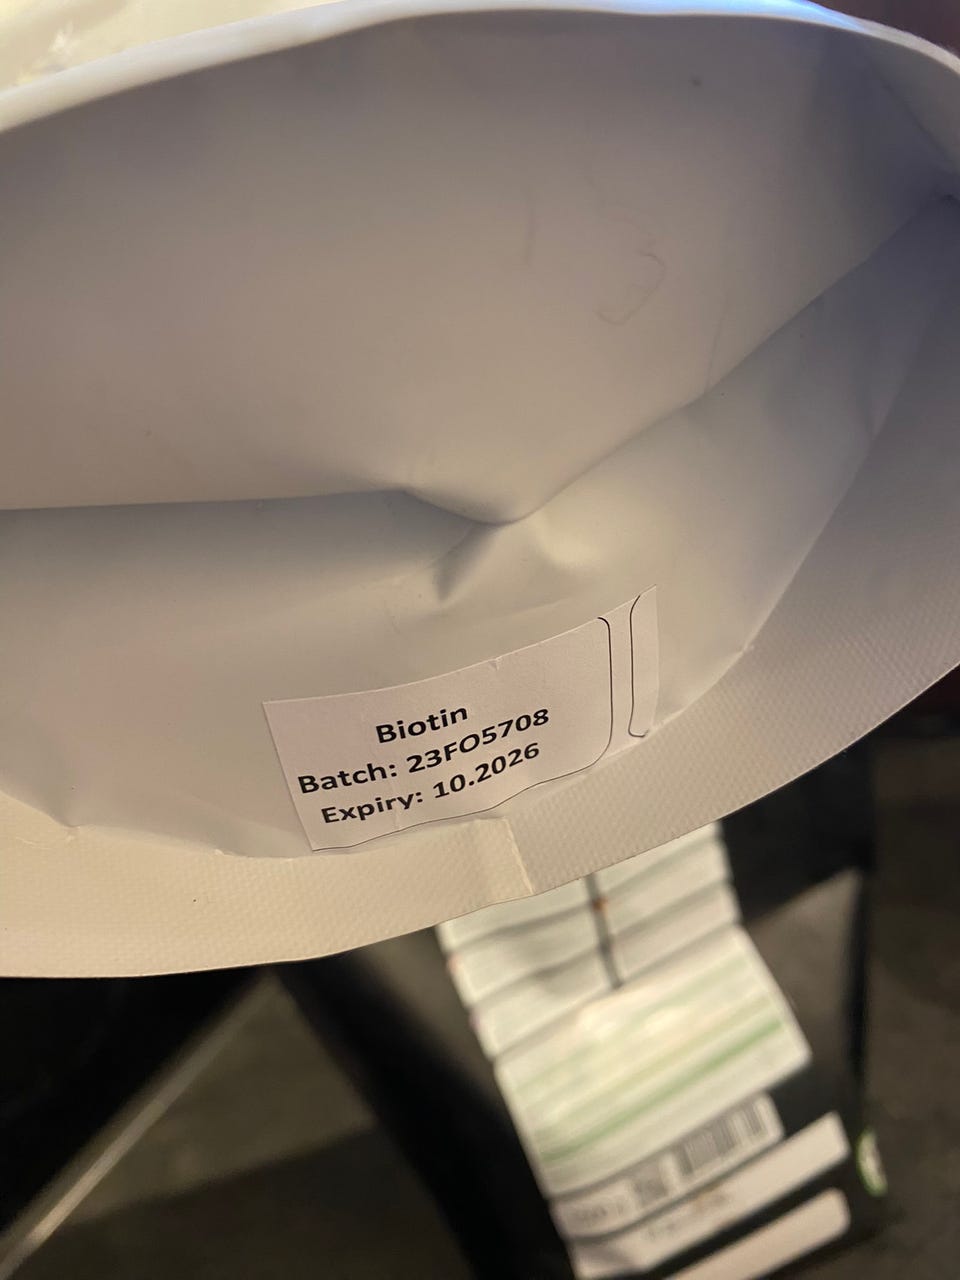 Biotin
Batch: 23FO5708
Expiry: 10.2026